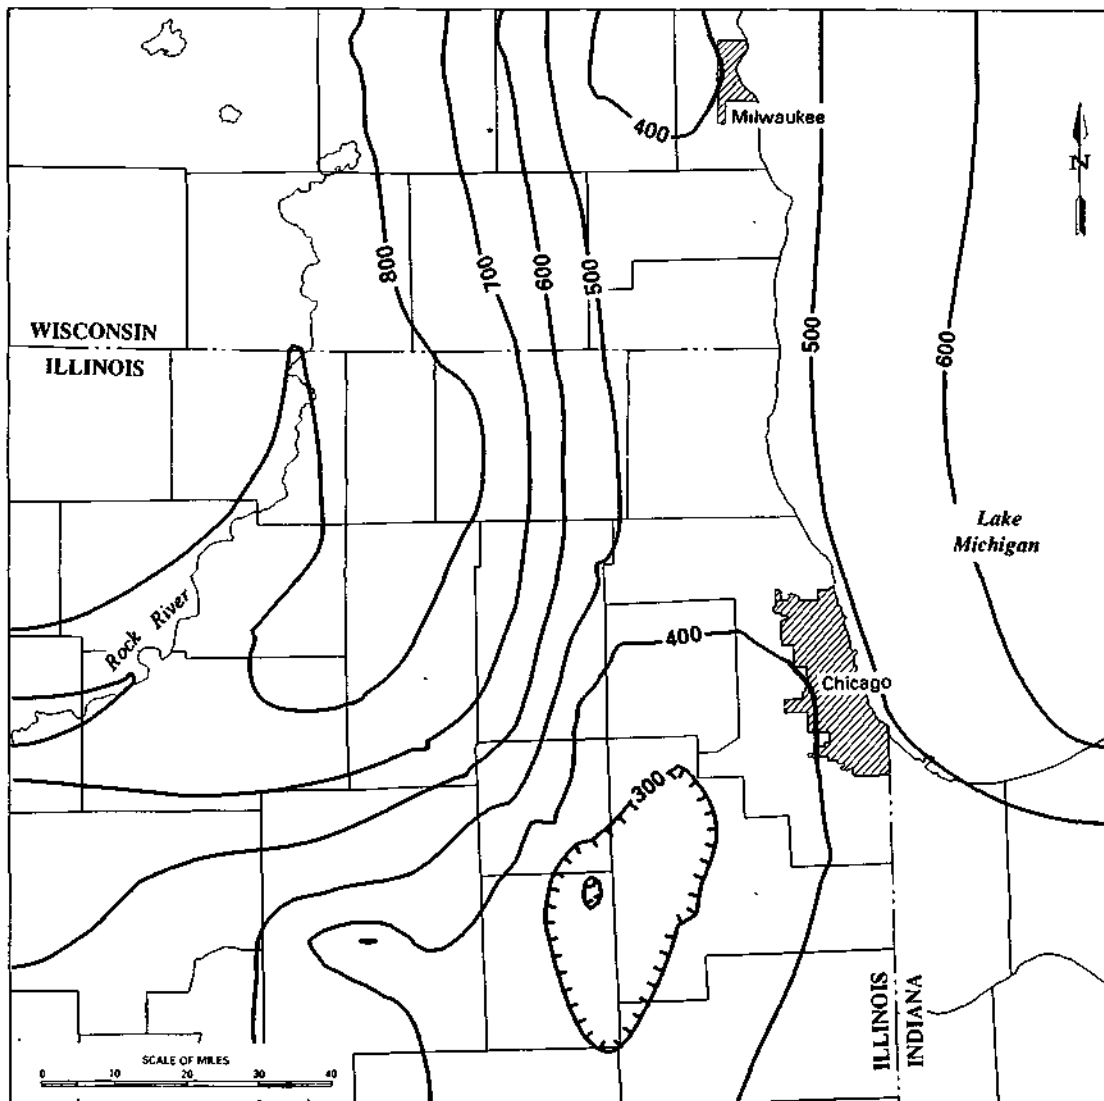 Milwaukee
400
N
800
700
600
500
500
600
WISCONSIN
ILLINOIS
Lake
Michigan
Rock River
400
Chicago
300
ILLINOIS
INDIANA
SCALE OF MILES
0 10 20 30 40